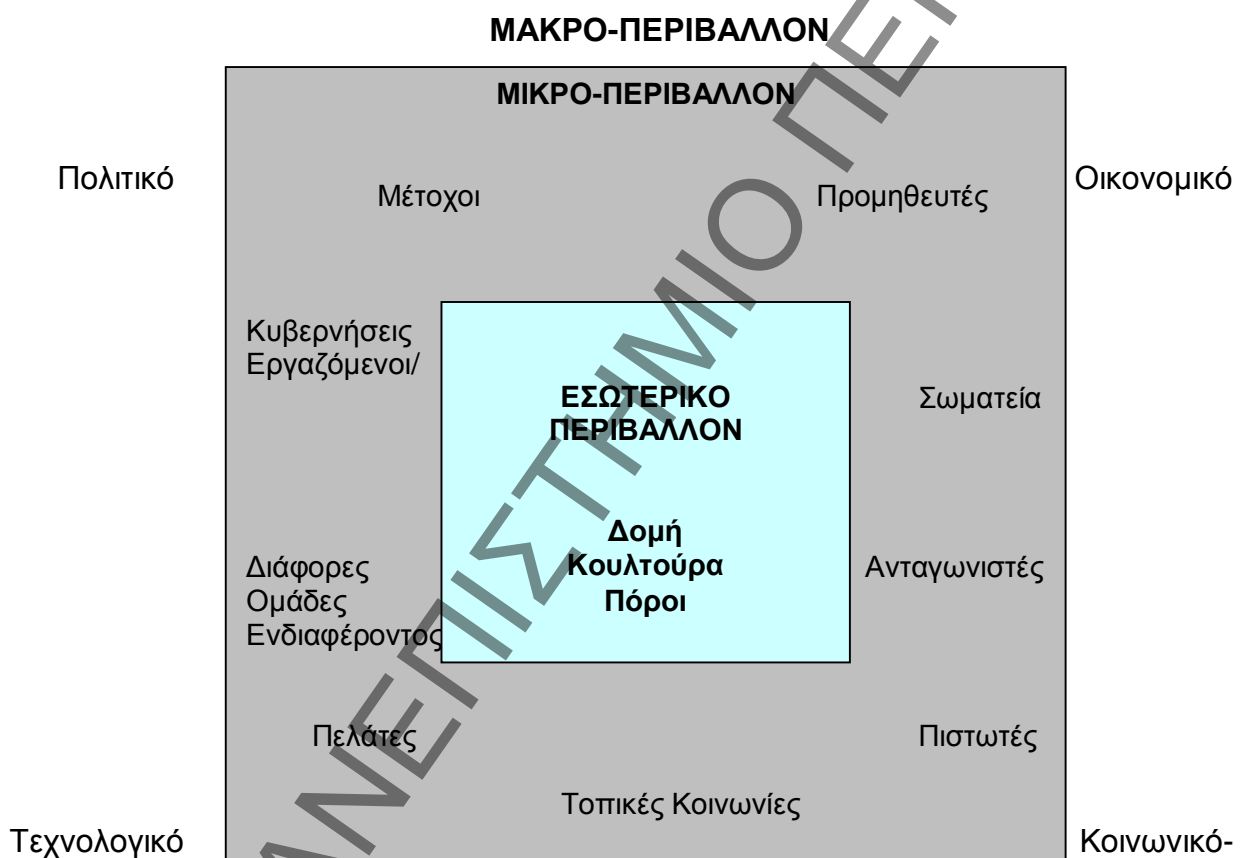 ΜΑΚΡΟ-ΠΕΡΙΒΑΛΛΟΝ
ΜΙΚΡΟ-ΠΕΡΙΒΑΛΛΟΝ
Πολιτικό
Οικονομικό
Μέτοχοι
Προμηθευτές
Κυβερνήσεις
Εργαζόμενοι/
ΕΣΩΤΕΡΙΚΟ
ΠΕΡΙΒΑΛΛΟΝ
Σωματεία
Δομή
Κουλτούρα
Πόροι
Διάφορες
Ομάδες
Ενδιαφέροντος
Ανταγωνιστές
Πελάτες
Πιστωτές
Τοπικές Κοινωνίες
Τεχνολογικό
Κοινωνικό-